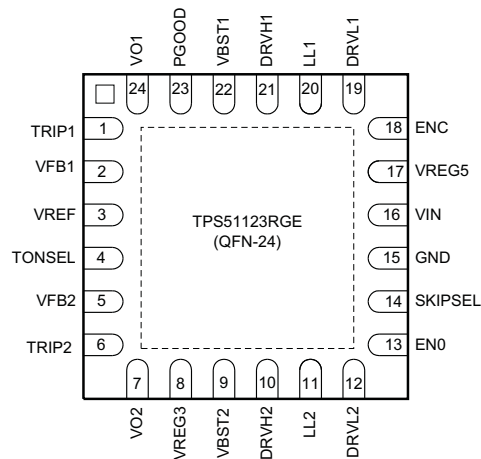 VO1
PGOOD
VBST1
DRVH1
LL1
DRVL1
24
23
22
21
20
19
TRIP1 1
18 ENC
VFB1 2
17 VREG5
VREF 3
16 VIN
TPS51123RGE
(QFN-24)
TONSEL 4
15 GND
VFB2 5
14 SKIPSEL
TRIP2 6
13 EN0
7
8
9
10
11
12
VO2
VREG3
VBST2
DRVH2
LL2
DRVL2